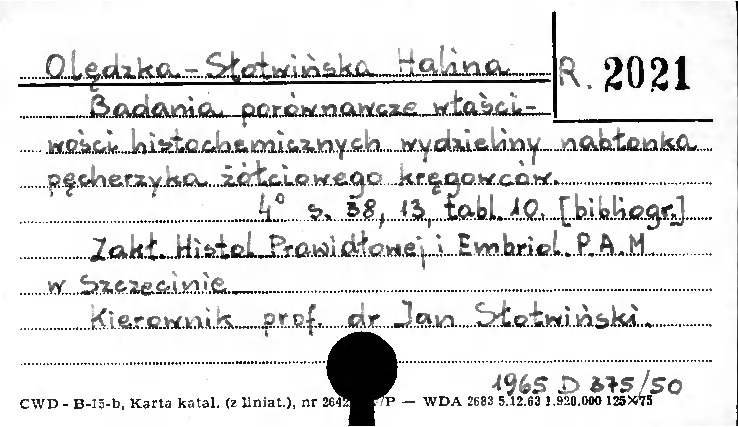 Olędzka-Słotwińska Halina
R. 2021
Badania porównawcze właści-
wości histochemicznych wydzieliny nabłonka
pęcherzyka żółciowego kręgowców.
4° s. 38, 13, tabl. 10. [bibliogr.]
Zakł. Histol Prawidłowej i Embriol. P.A.M
w Szczecinie
Kierownik prof. dr Jan Słotwiński.
1965 D 375/50
CWD - B-15-b, Karta katal. (z liniat.), nr 2642 /P — WDA 2683 5.12.63 1.920.000 125×75